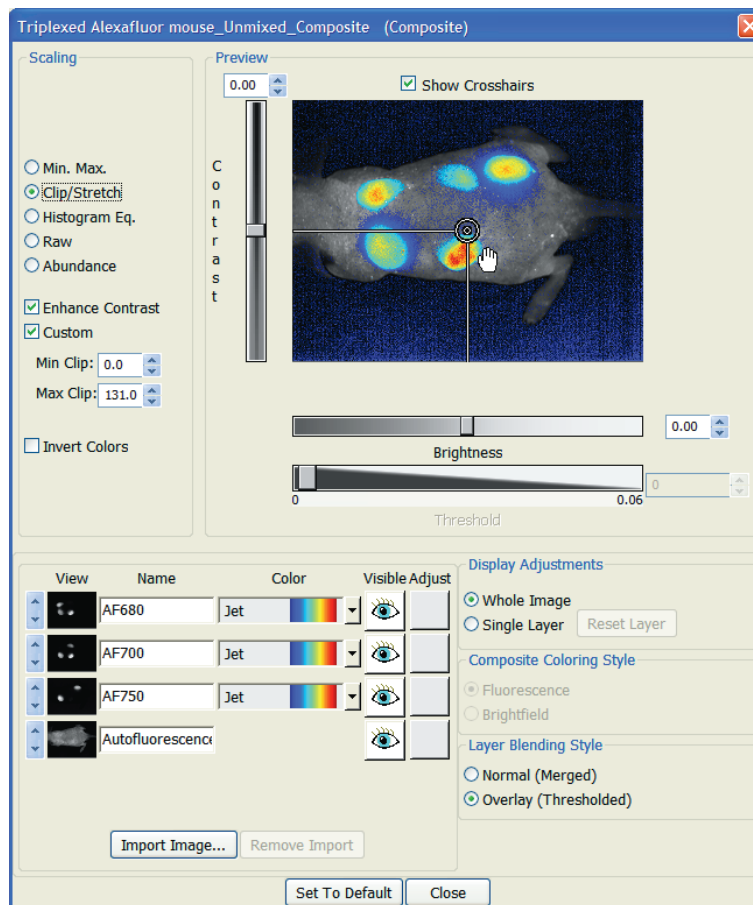 Triplexed Alexafluor mouse_Unmixed_Composite (Composite)
Scaling
Min. Max.
Clip/Stretch
Histogram Eq.
Raw
Abundance
Enhance Contrast
Custom
Min Clip: 0.0
Max Clip: 131.0
Invert Colors
Preview
0.00
Show Crosshairs
Contrast
0.00
Brightness
0 0.06 0
Threshold
View Name Color Visible Adjust
AF680 Jet
AF700 Jet
AF750 Jet
Autofluorescence
Import Image... Remove Import
Display Adjustments
Whole Image
Single Layer Reset Layer
Composite Coloring Style
Fluorescence
Brightfield
Layer Blending Style
Normal (Merged)
Overlay (Thresholded)
Set To Default Close